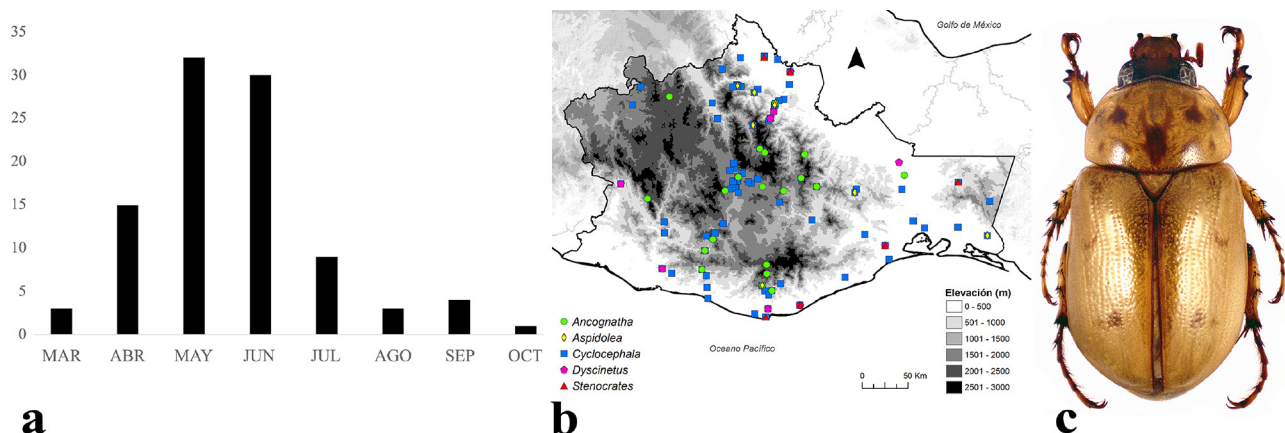 35
30
25
20
15
10
5
0
MAR ABR MAY JUN JUL AGO SEP OCT
a
b
Golfo de México
Oceano Pacífico
Ancognatha
Aspidolea
Cyclocephala
Dyscinetus
Stenocrates
0 50 Km
Elevación (m)
0 - 500
501 - 1000
1001 - 1500
1501 - 2000
2001 - 2500
2501 - 3000
c